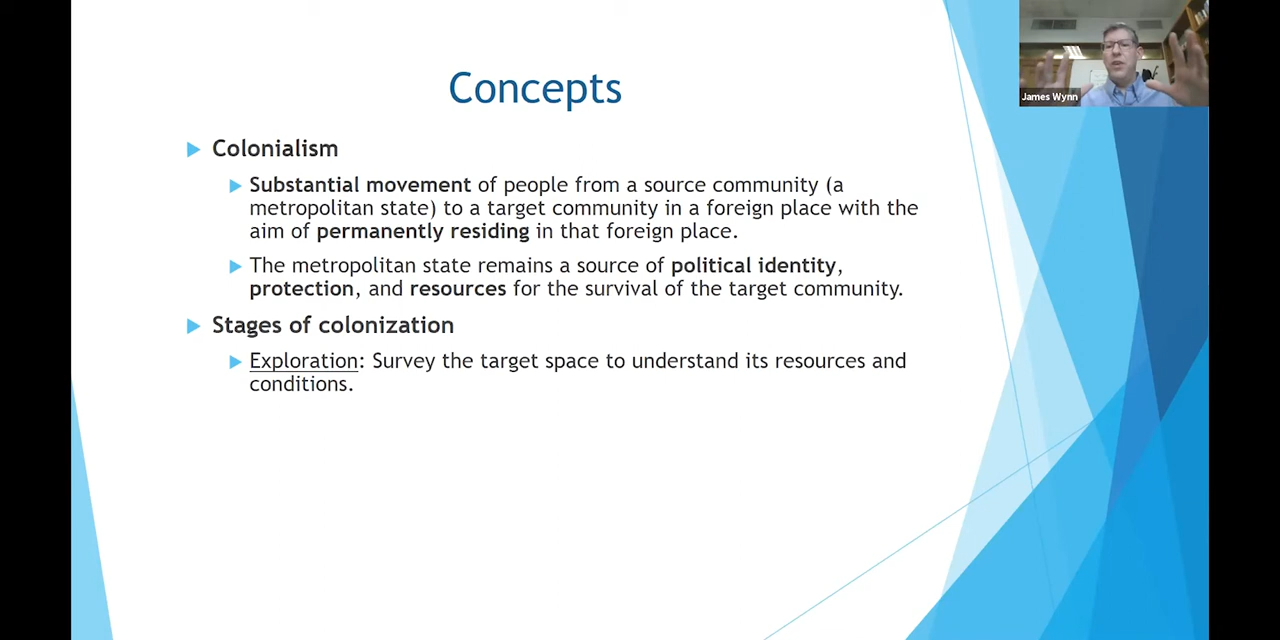 Concepts
James Wynn
Colonialism
Substantial movement of people from a source community (a
metropolitan state) to a target community in a foreign place with the
aim of permanently residing in that foreign place.
The metropolitan state remains a source of political identity,
protection, and resources for the survival of the target community.
Stages of colonization
Exploration: Survey the target space to understand its resources and
conditions.